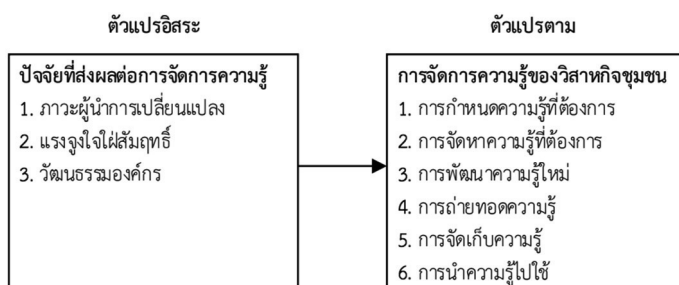 ตัวแปรอิสระ
ตัวแปรตาม
ปัจจัยที่ส่งผลต่อการจัดการความรู้
1. ภาวะผู้นำการเปลี่ยนแปลง
2. แรงจูงใจใฝ่สัมฤทธิ์
3. วัฒนธรรมองค์กร
การจัดการความรู้ของวิสาหกิจชุมชน
1. การกำหนดความรู้ที่ต้องการ
2. การจัดหาความรู้ที่ต้องการ
3. การพัฒนาความรู้ใหม่
4. การถ่ายทอดความรู้
5. การจัดเก็บความรู้
6. การนำความรู้ไปใช้